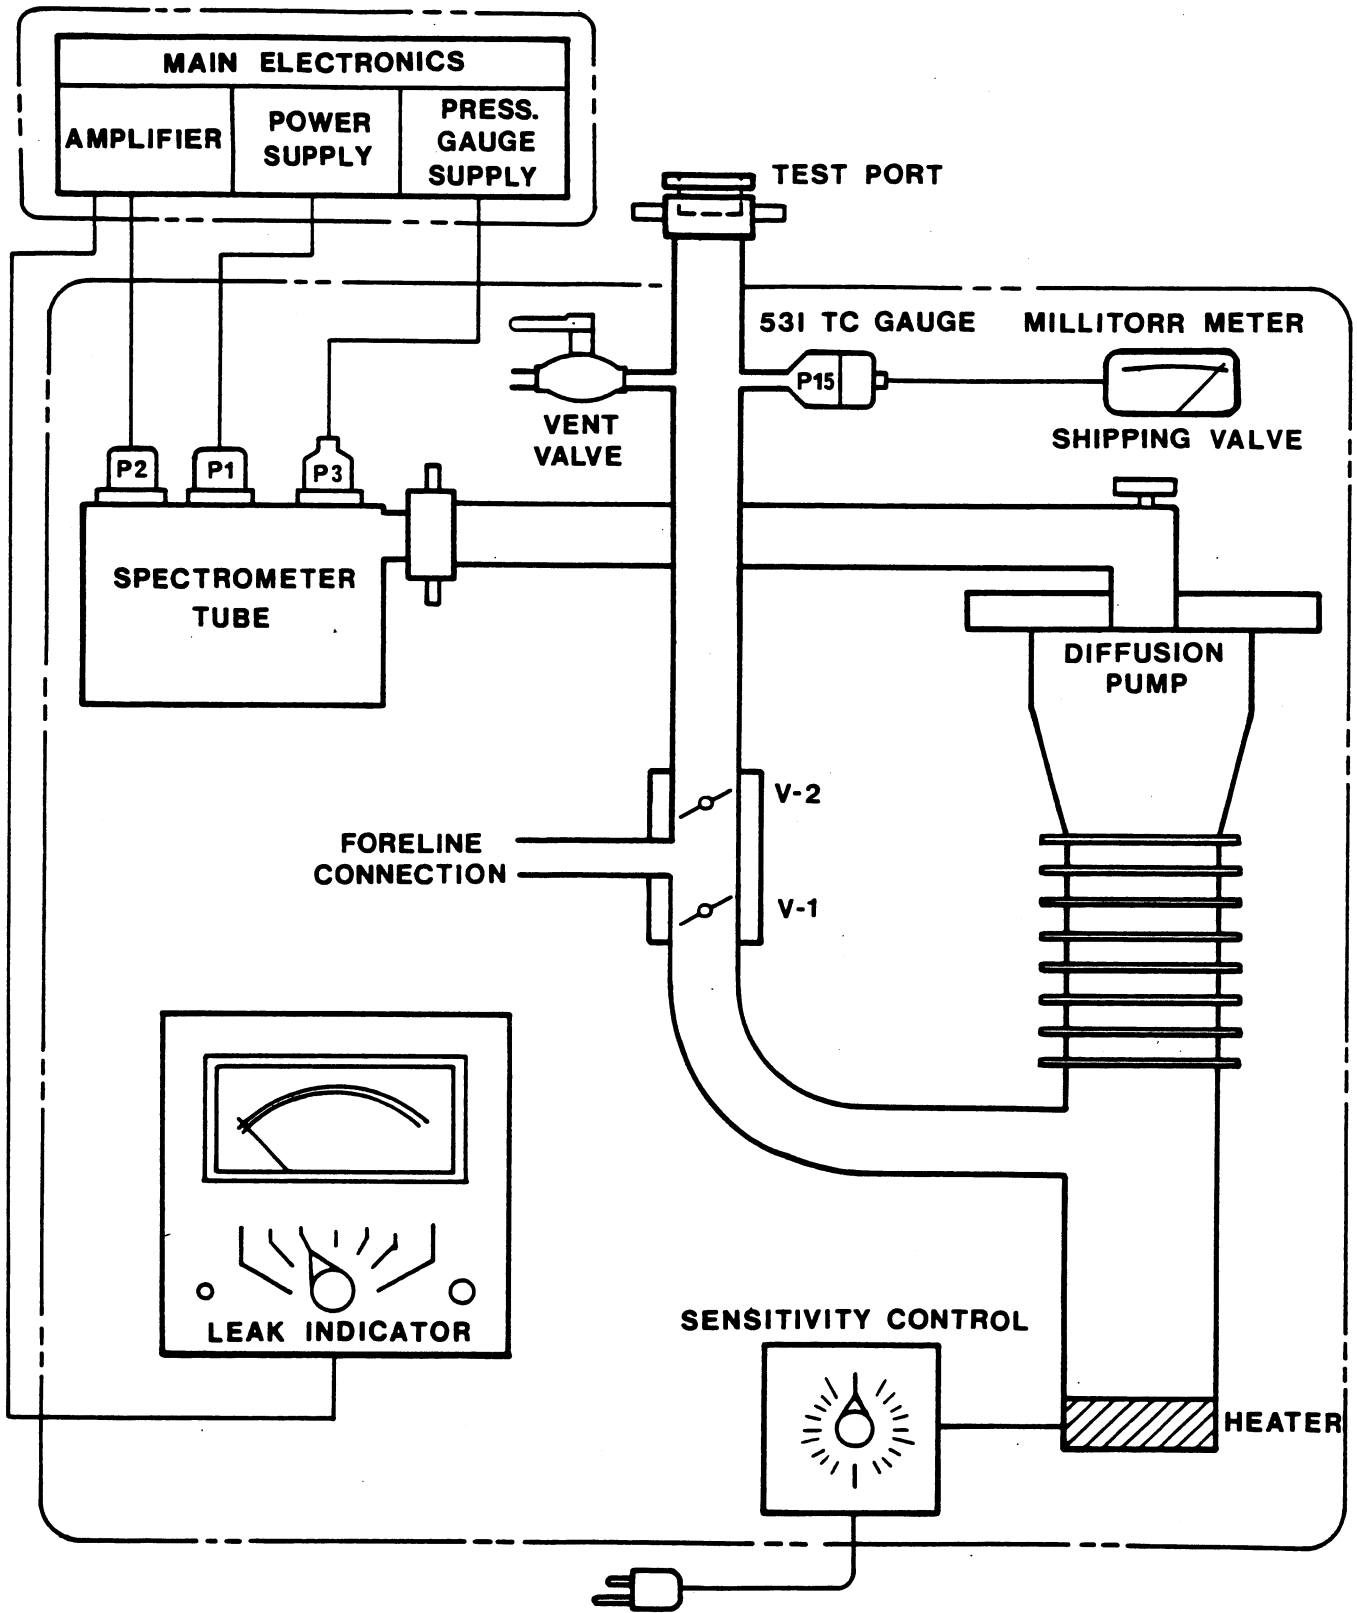 MAIN ELECTRONICS
AMPLIFIER
POWER
SUPPLY
PRESS.
GAUGE
SUPPLY
TEST PORT
531 TC GAUGE
MILLITORR METER
P15
VENT
VALVE
SHIPPING VALVE
P2
P1
P3
SPECTROMETER
TUBE
DIFFUSION
PUMP
V-2
FORELINE
CONNECTION
V-1
LEAK INDICATOR
SENSITIVITY CONTROL
HEATER